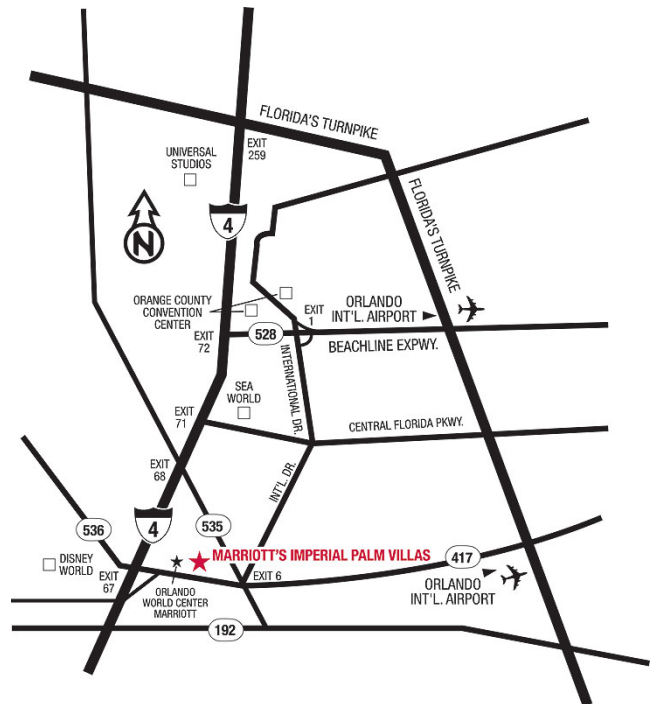 FLORIDA'S TURNPIKE
EXIT
259
UNIVERSAL
STUDIOS
FLORIDA'S TURNPIKE
4
N
ORANGE COUNTY
CONVENTION
CENTER
EXIT
1
ORLANDO
INT'L. AIRPORT
EXIT
72
528
BEACHLINE EXPWY.
INTERNATIONAL DR.
SEA
WORLD
EXIT
71
CENTRAL FLORIDA PKWY.
EXIT
68
INT'L. DR.
536
4
535
DISNEY
WORLD
MARRIOTT'S IMPERIAL PALM VILLAS
417
EXIT
67
ORLANDO
WORLD CENTER
MARRIOTT
EXIT 6
ORLANDO
INT'L. AIRPORT
192